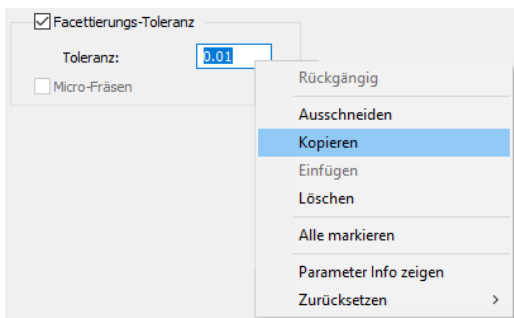 Facettierungs-Toleranz
Toleranz: 0.01
Micro-Fräsen
Rückgängig
Ausschneiden
Kopieren
Einfügen
Löschen
Alle markieren
Parameter Info zeigen
Zurücksetzen >